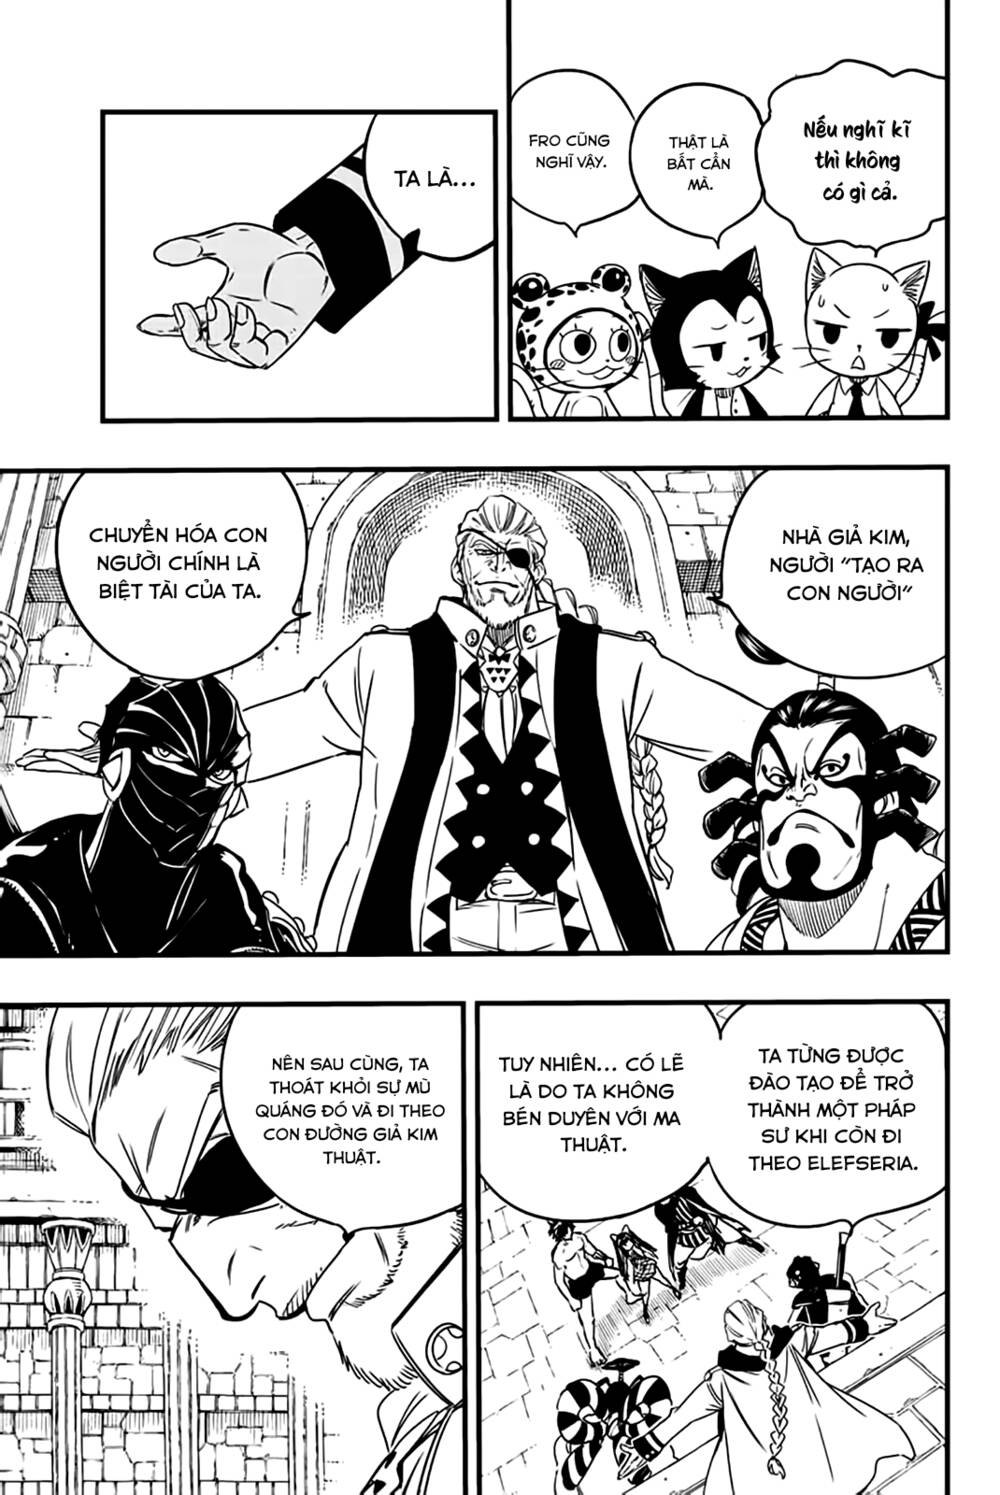 Nếu nghĩ kĩ
thì không
có gì cả.
THẬT LÀ
BẤT CẨN
MÀ.
FRO CŨNG
NGHĨ VẬY.
TA LÀ...
NHÀ GIẢ KIM,
NGƯỜI "TẠO RA
CON NGƯỜI"
CHUYỂN HÓA CON
NGƯỜI CHÍNH LÀ
BIỆT TÀI CỦA TA.
TA TỪNG ĐƯỢC
ĐÀO TẠO ĐỂ TRỞ
THÀNH MỘT PHÁP
SƯ KHI CÒN ĐI
THEO ELEFSERIA.
TUY NHIÊN... CÓ LẼ
LÀ DO TA KHÔNG
BÉN DUYÊN VỚI MA
THUẬT.
NÊN SAU CÙNG, TA
THOÁT KHỎI SỰ MÙ
QUÁNG ĐÓ VÀ ĐI THEO
CON ĐƯỜNG GIẢ KIM
THUẬT.